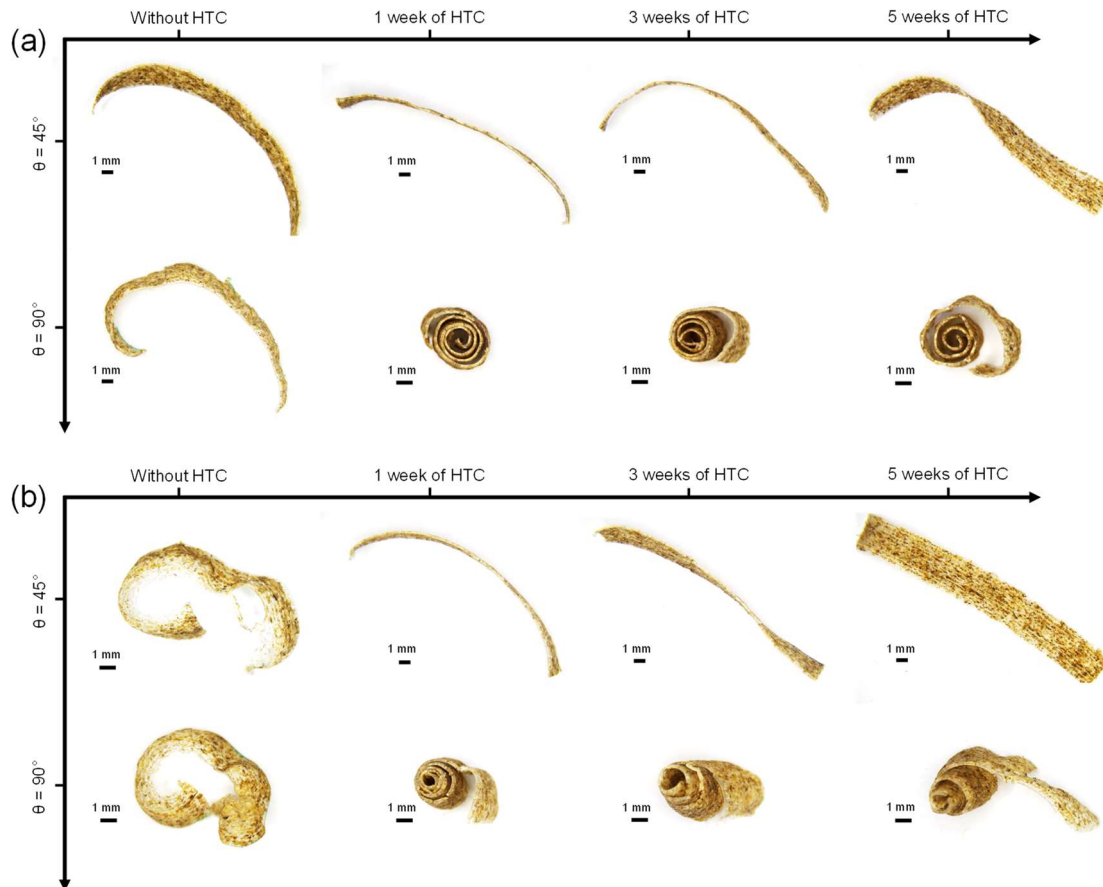 Without HTC 1 week of HTC 3 weeks of HTC 5 weeks of HTC
(a)
θ = 45°
1 mm 1 mm 1 mm 1 mm
θ = 90°
1 mm 1 mm 1 mm 1 mm
Without HTC 1 week of HTC 3 weeks of HTC 5 weeks of HTC
(b)
θ = 45°
1 mm 1 mm 1 mm 1 mm
θ = 90°
1 mm 1 mm 1 mm 1 mm